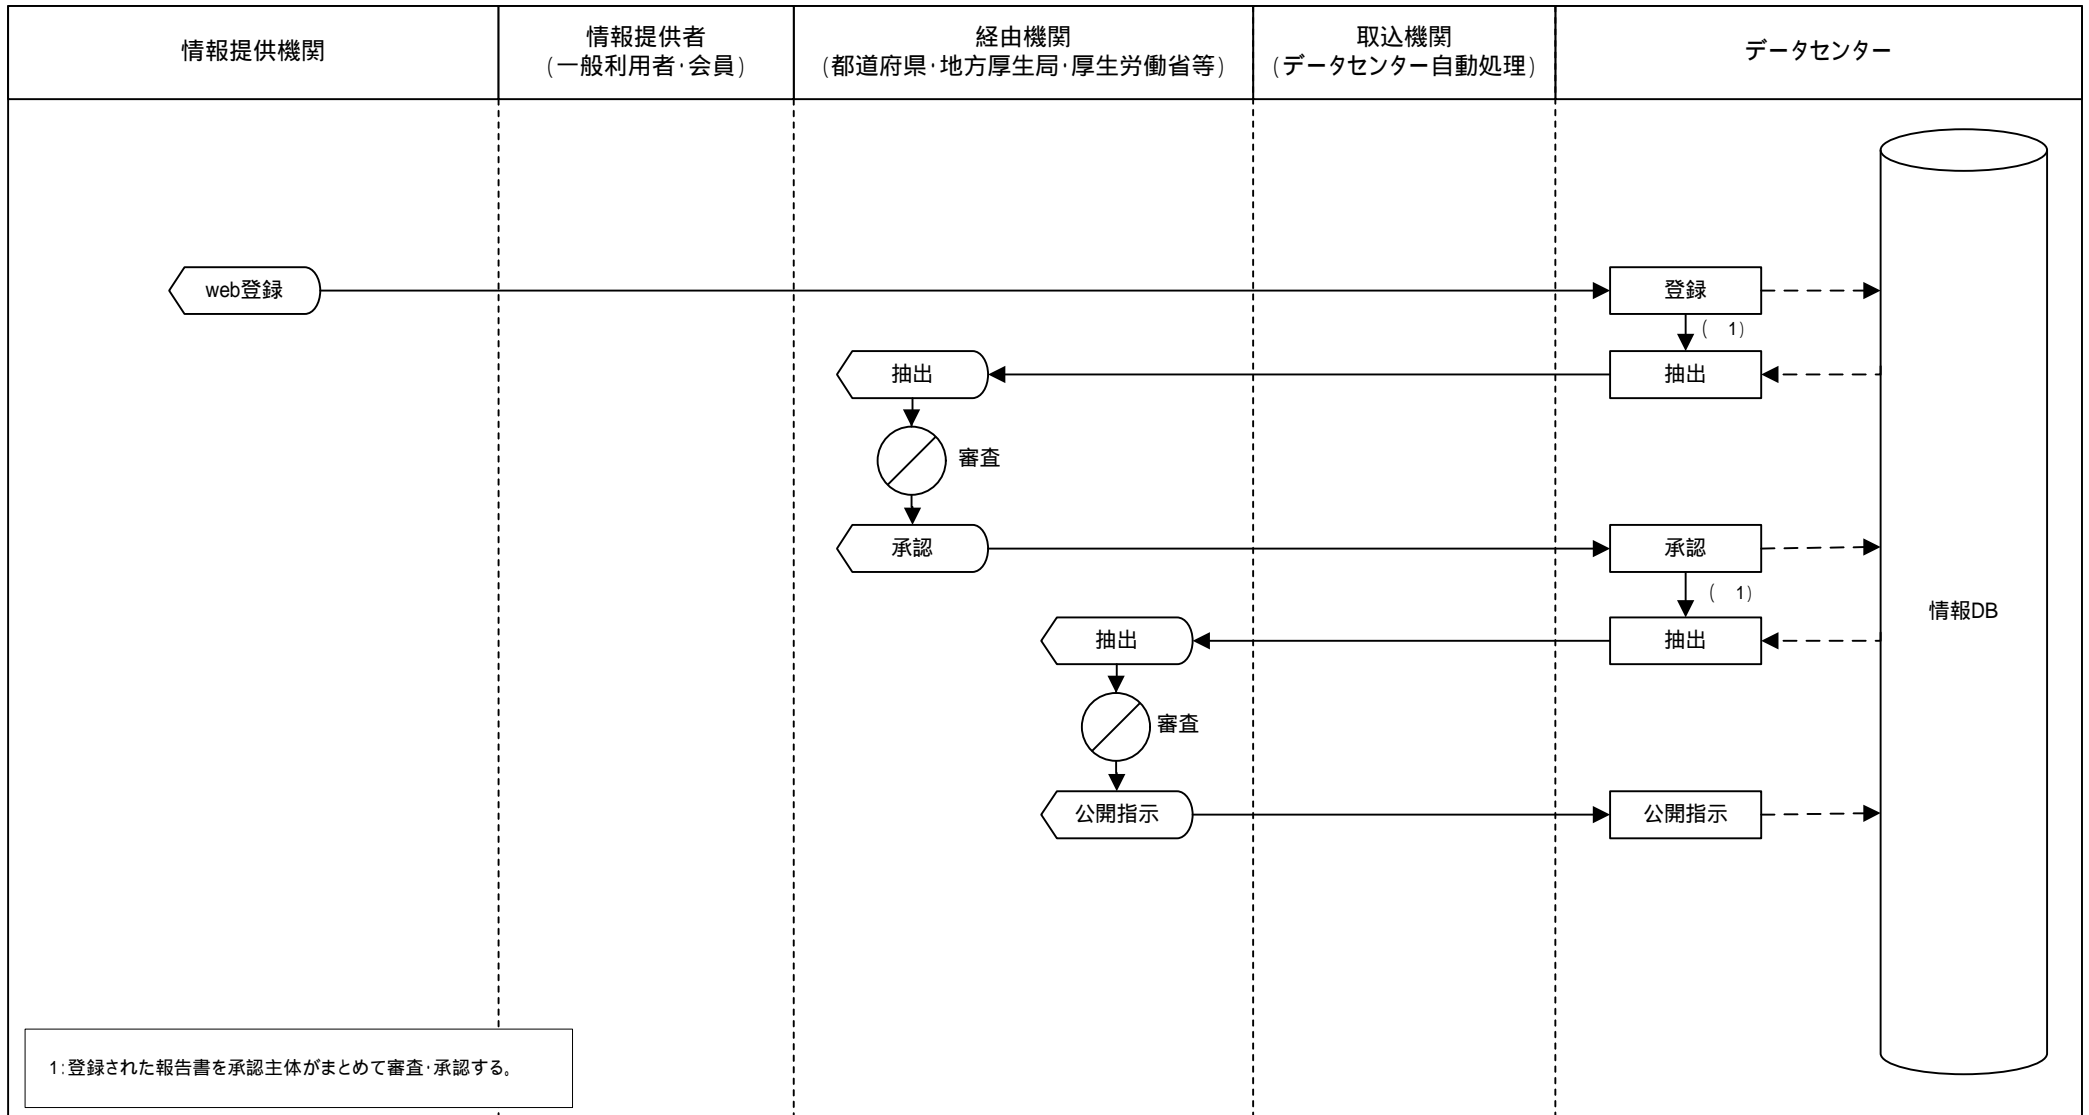 情報提供機関
情報提供者
(一般利用者･会員)
経由機関
(都道府県･地方厚生局･厚生労働省等)
取込機関
(データセンター自動処理)
データセンター
web登録
登録
( 1)
抽出
抽出
審査
承認
承認
( 1)
情報DB
抽出
抽出
審査
公開指示
公開指示
1:登録された報告書を承認主体がまとめて審査･承認する。